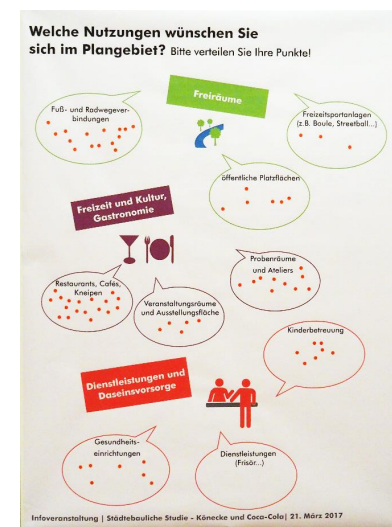 Welche Nutzungen wünschen Sie
sich im Plangebiet? Bitte verteilen Sie Ihre Punkte!
Freiräume
Fuß- und Radwegever-
bindungen
Freizeitsportanlagen
(z.B. Boule, Streetball...)
öffentliche Platzflächen
Freizeit und Kultur,
Gastronomie
Restaurants, Cafés,
Kneipen
Veranstaltungsräume
und Ausstellungsfläche
Probenräume
und Ateliers
Kinderbetreuung
Dienstleistungen und
Daseinsvorsorge
Gesundheits-
einrichtungen
Dienstleistungen
(Frisör...)
Infoveranstaltung | Städtebauliche Studie - Könecke und Coca-Cola| 21. März 2017